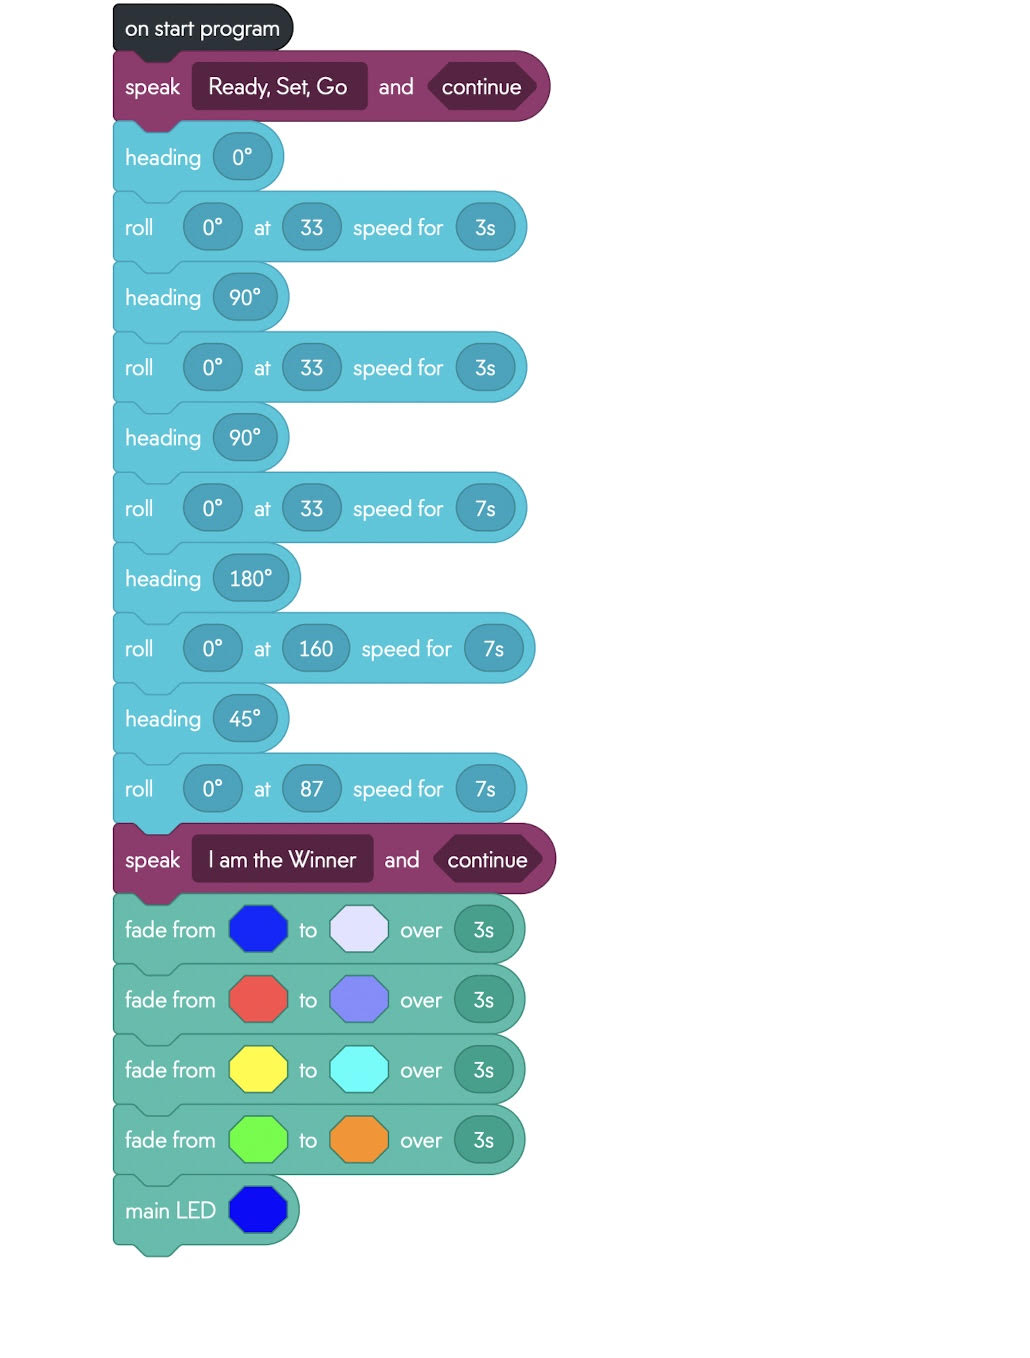 on start program
speak Ready, Set, Go and continue
heading 0°
roll 0° at 33 speed for 3s
heading 90°
roll 0° at 33 speed for 3s
heading 90°
roll 0° at 33 speed for 7s
heading 180°
roll 0° at 160 speed for 7s
heading 45°
roll 0° at 87 speed for 7s
speak I am the Winner and continue
fade from to over 3s
fade from to over 3s
fade from to over 3s
fade from to over 3s
main LED